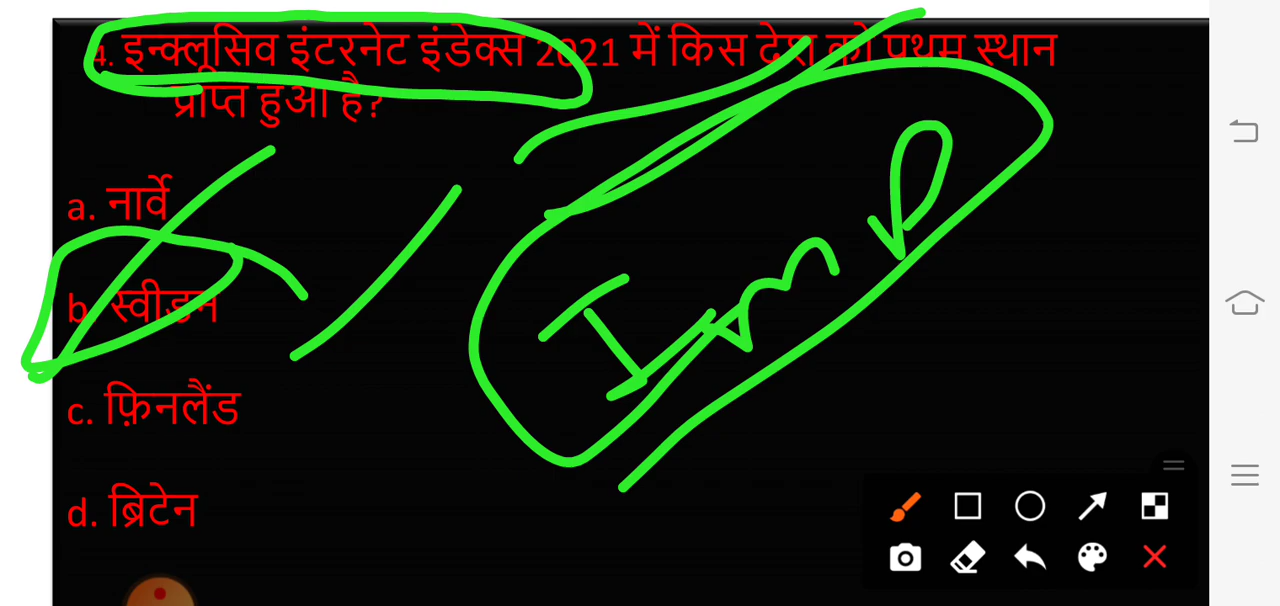 4. इन्क्लूसिव इंटरनेट इंडेक्स 2021 में किस देश को प्रथम स्थान
प्राप्ति हुआ है?
a. नार्वे
b. स्वीडन
c. फ़िनलैंड
d. ब्रिटेन
Imp